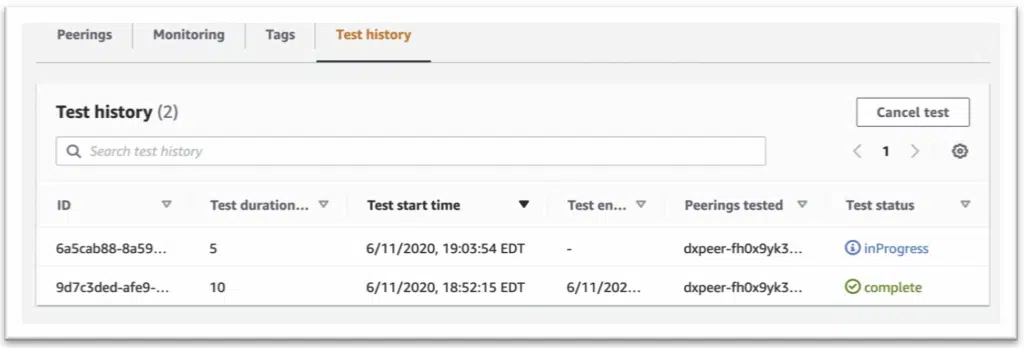 Peerings Monitoring Tags Test history
Test history (2) Cancel test
Search test history 1
ID Test duration... Test start time Test en... Peerings tested Test status
6a5cab88-8a59... 5 6/11/2020, 19:03:54 EDT - dxpeer-fh0x9yk3... inProgress
9d7c3ded-afe9-... 10 6/11/2020, 18:52:15 EDT 6/11/202... dxpeer-fh0x9yk3... complete